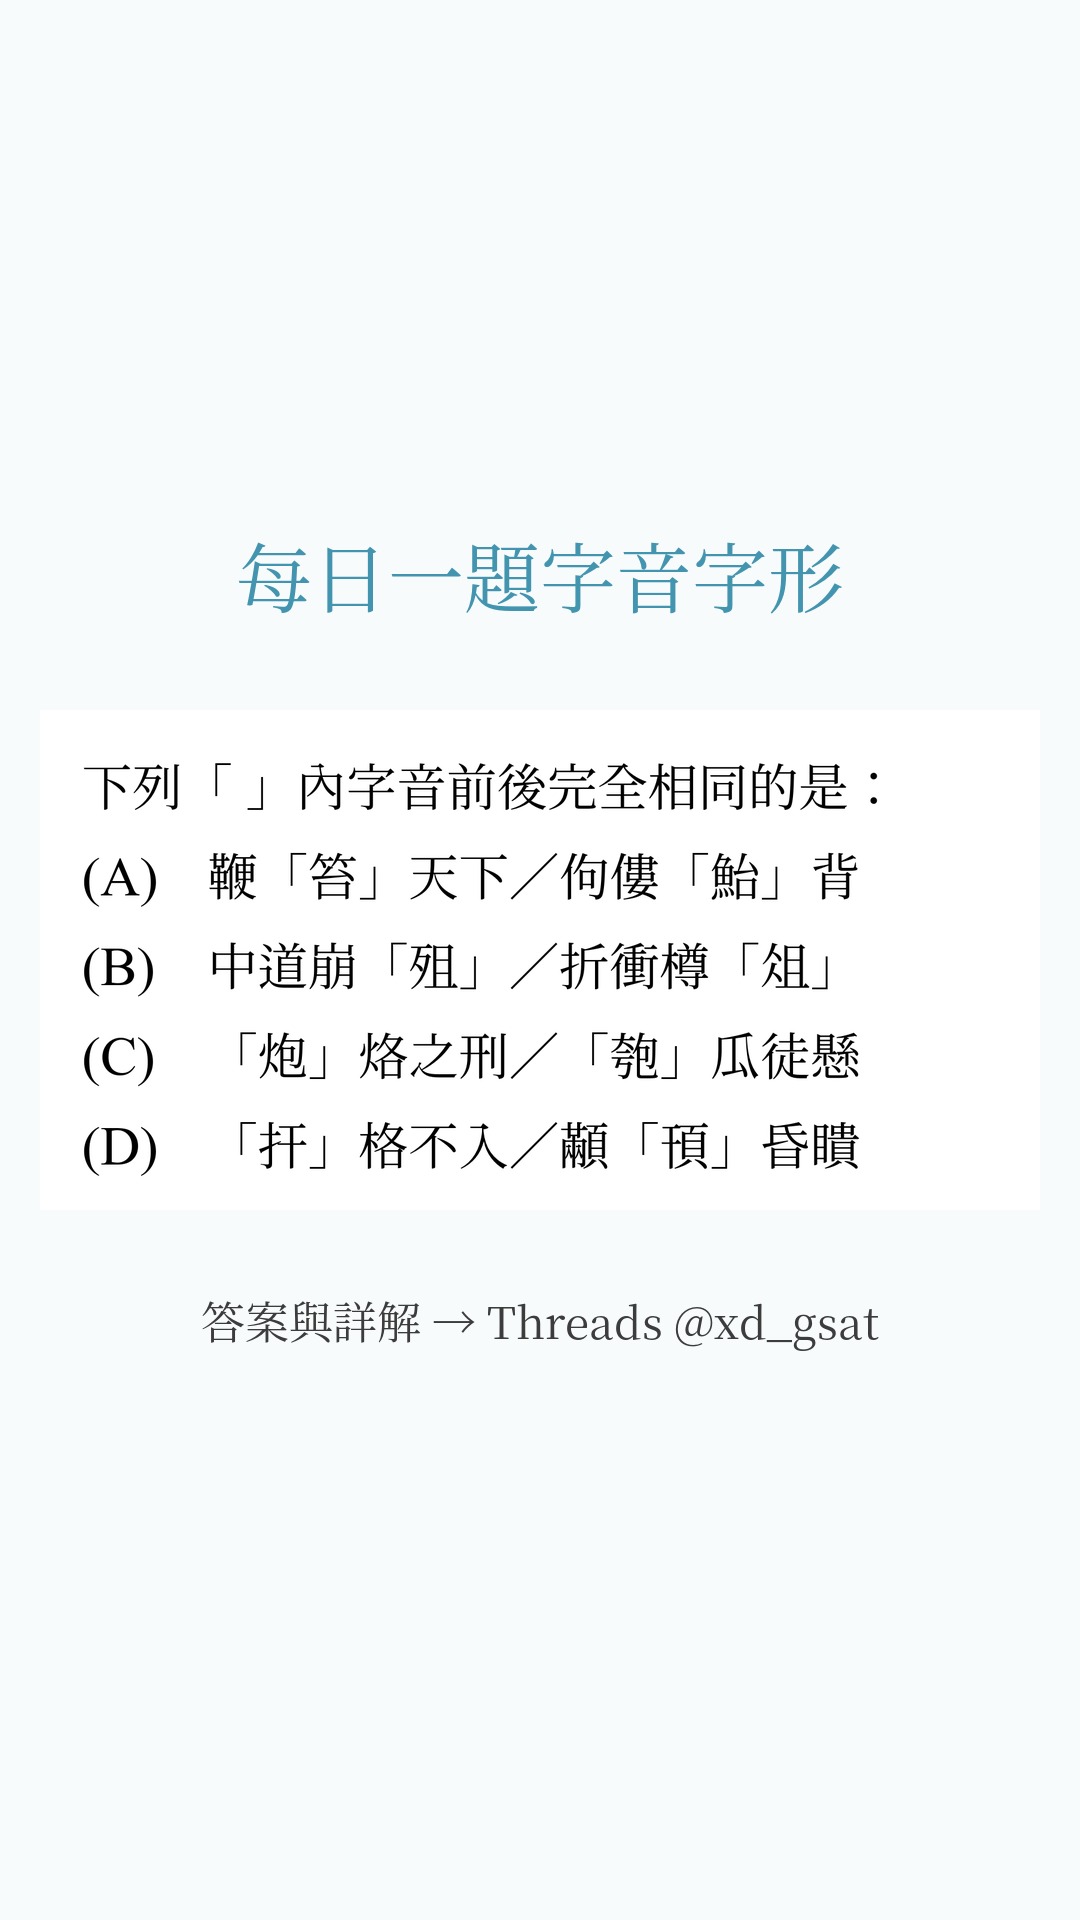 每日一題字音字形
下列「 」內字音前後完全相同的是：
(A) 鞭「笞」天下／佝僂「鮐」背
(B) 中道崩「殂」／折衝樽「俎」
(C) 「炮」烙之刑／「匏」瓜徒懸
(D) 「扞」格不入／顢「頇」昏瞶
答案與詳解 → Threads @xd_gsat